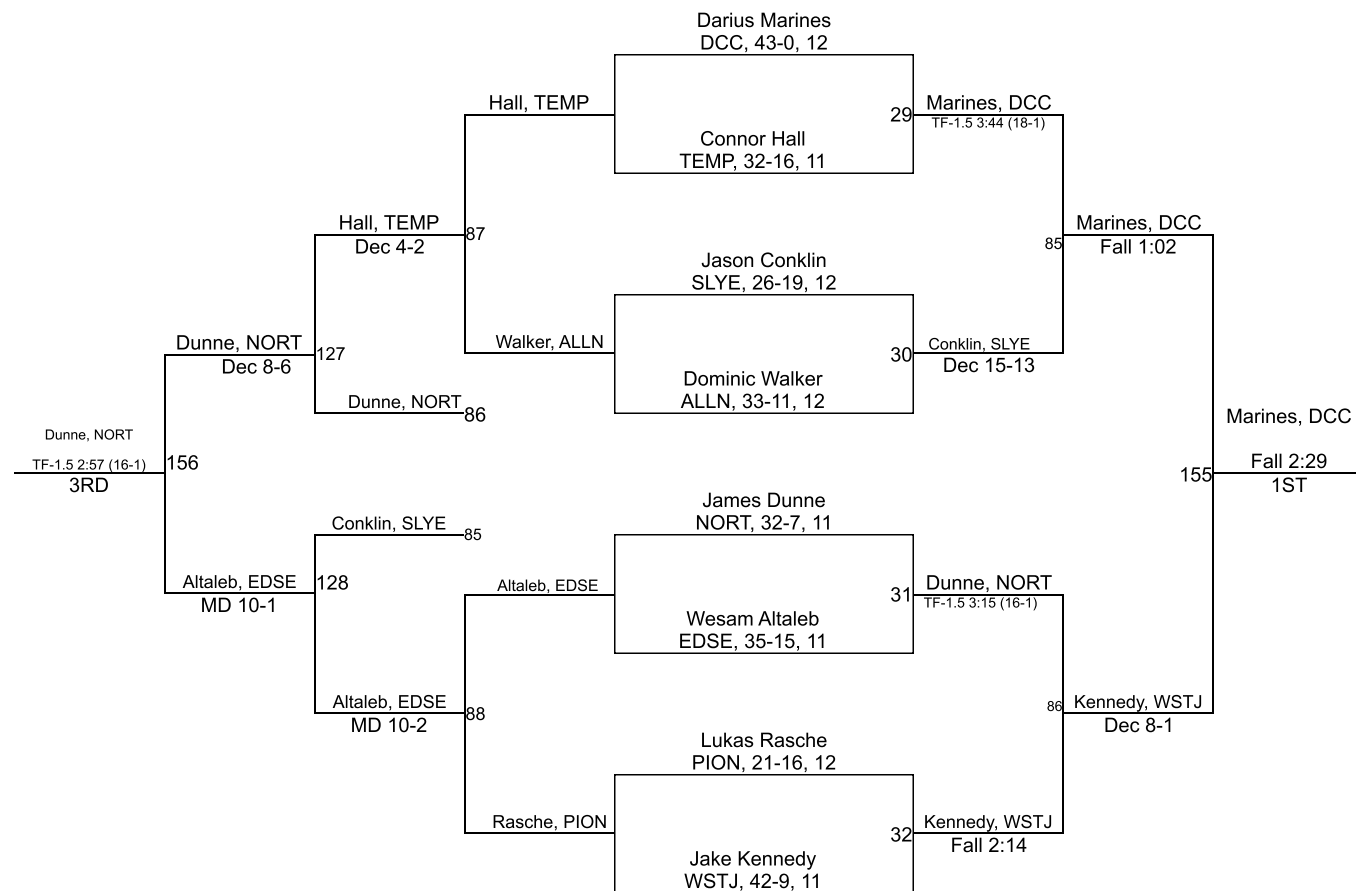 Darius Marines
DCC, 43-0, 12
Hall, TEMP
29
Marines, DCC
TF-1.5 3:44 (18-1)
Connor Hall
TEMP, 32-16, 11
Hall, TEMP
Dec 4-2
87
85
Marines, DCC
Fall 1:02
Jason Conklin
SLYE, 26-19, 12
Walker, ALLN
30
Conklin, SLYE
Dec 15-13
Dunne, NORT
Dec 8-6
127
Dominic Walker
ALLN, 33-11, 12
Dunne, NORT
86
Marines, DCC
Dunne, NORT
TF-1.5 2:57 (16-1)
3RD
156
155
Fall 2:29
1ST
James Dunne
NORT, 32-7, 11
Conklin, SLYE
85
Altaleb, EDSE
MD 10-1
128
Altaleb, EDSE
31
Dunne, NORT
TF-1.5 3:15 (16-1)
Wesam Altaleb
EDSE, 35-15, 11
Altaleb, EDSE
MD 10-2
88
86
Kennedy, WSTJ
Dec 8-1
Lukas Rasche
PION, 21-16, 12
Rasche, PION
32
Kennedy, WSTJ
Fall 2:14
Jake Kennedy
WSTJ, 42-9, 11